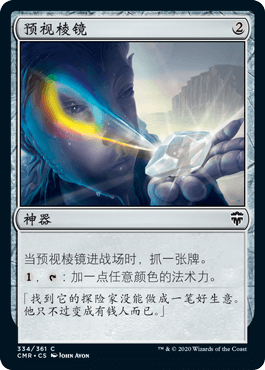 预视棱镜 2
神器
当预视棱镜进战场时，抓一张牌。
1，T：加一点任意颜色的法术力。
「找到它的探险家没能做成一笔好生意。
他只不过变成有钱人而已。」
334/361 C
CMR • CS JOHN AVON
™ & © 2020 Wizards of the Coast